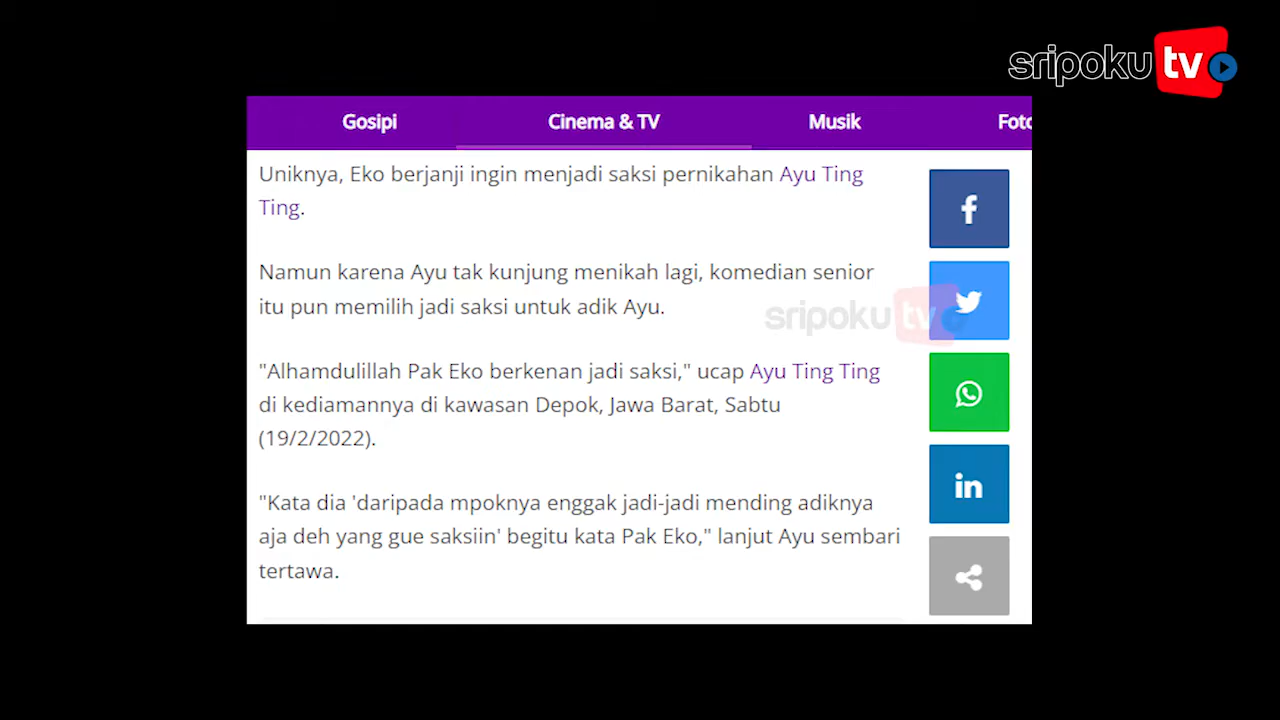 sripoku tv
Gosipi Cinema & TV Musik Foto
Uniknya, Eko berjanji ingin menjadi saksi pernikahan Ayu Ting
Ting.
Namun karena Ayu tak kunjung menikah lagi, komedian senior
itu pun memilih jadi saksi untuk adik Ayu.
sripoku tv
"Alhamdulillah Pak Eko berkenan jadi saksi," ucap Ayu Ting Ting
di kediamannya di kawasan Depok, Jawa Barat, Sabtu
(19/2/2022).
"Kata dia 'daripada mpoknya enggak jadi-jadi mending adiknya
aja deh yang gue saksiin' begitu kata Pak Eko," lanjut Ayu sembari
tertawa.